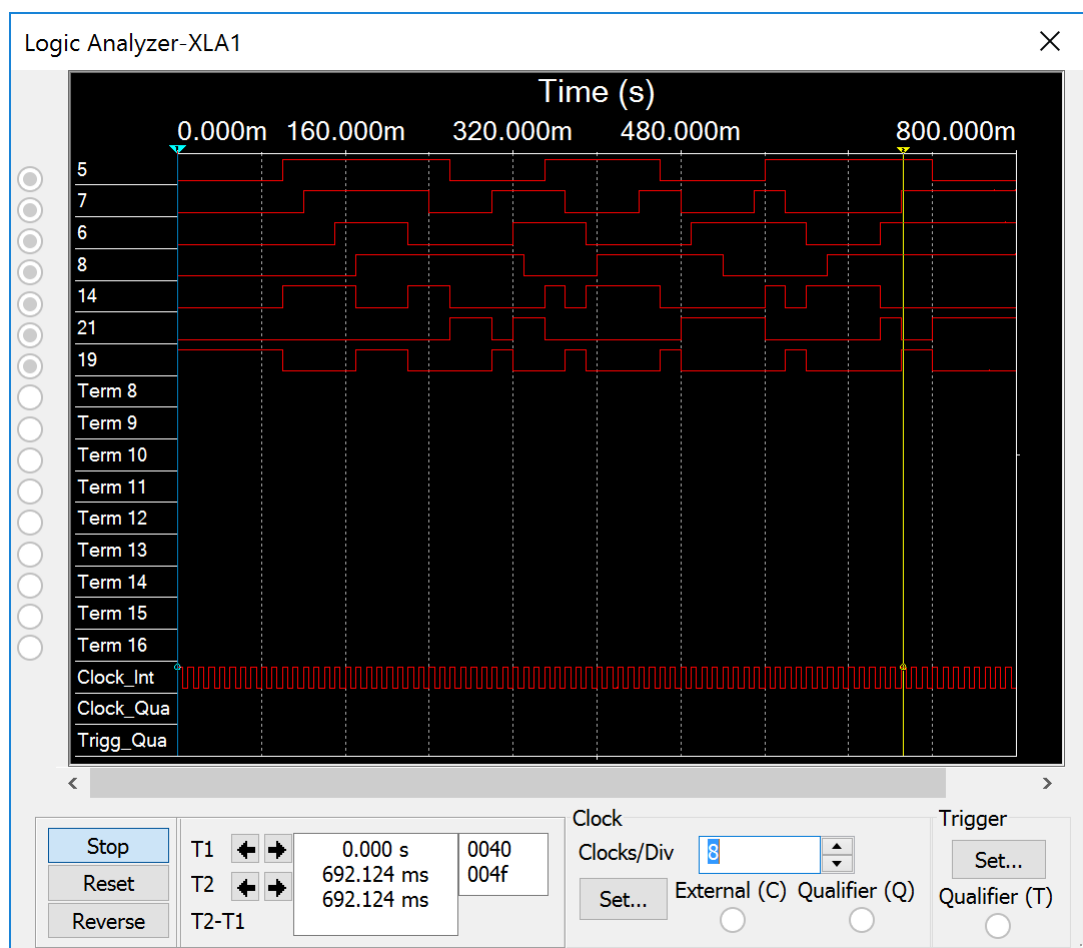 Logic Analyzer-XLA1
Time (s)
0.000m 160.000m 320.000m 480.000m 800.000m
5
7
6
8
14
21
19
Term 8
Term 9
Term 10
Term 11
Term 12
Term 13
Term 14
Term 15
Term 16
Clock_Int
Clock_Qua
Trigg_Qua
Stop
Reset
Reverse
T1 0.000 s 0040
T2 692.124 ms 004f
T2-T1 692.124 ms
Clock
Clocks/Div 8
Set... External (C) Qualifier (Q)
Trigger
Set...
Qualifier (T)